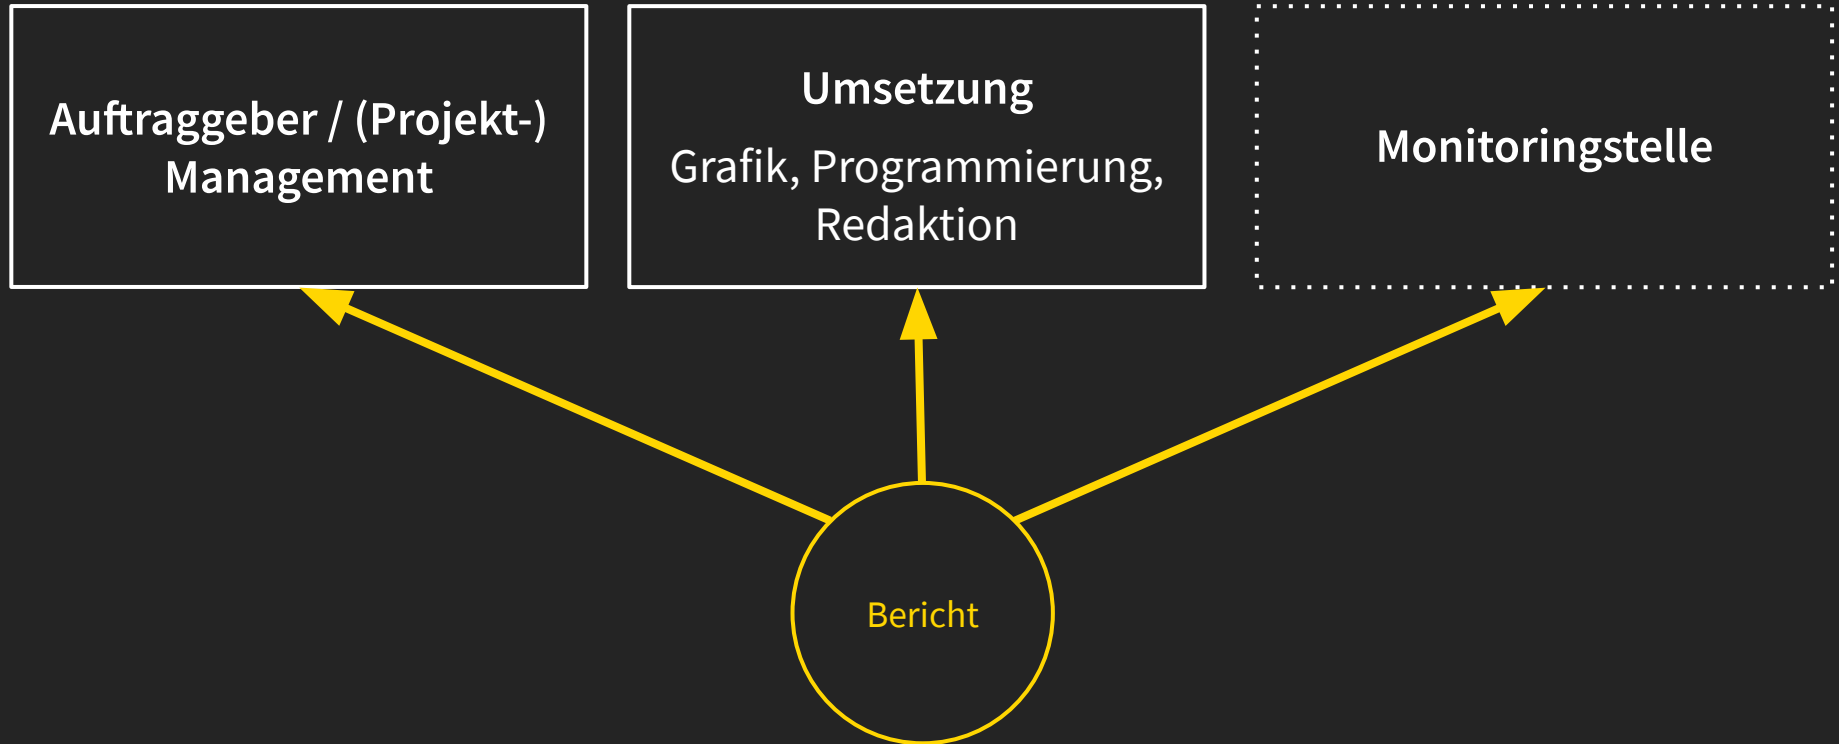 Auftraggeber / (Projekt-)
Management
Umsetzung
Grafik, Programmierung,
Redaktion
Monitoringstelle
Bericht